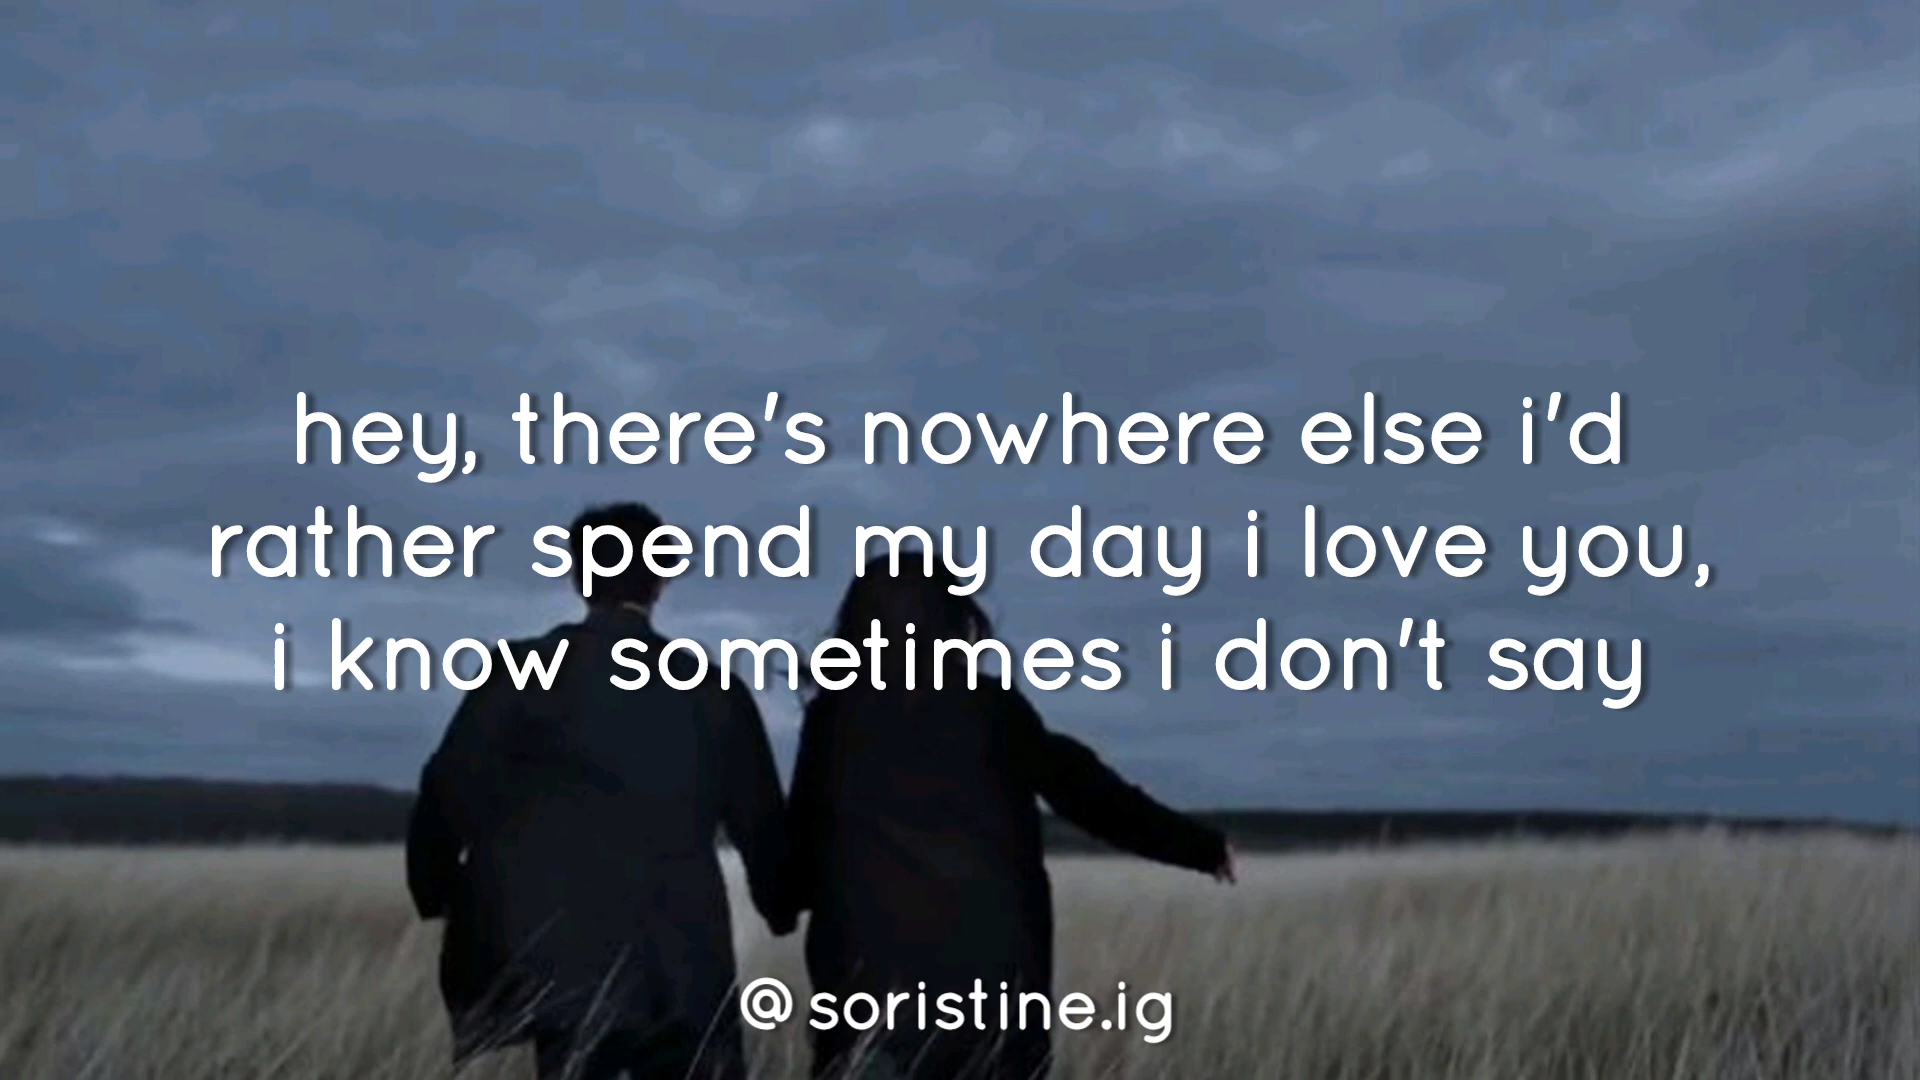 hey, there's nowhere else i'd
rather spend my day i love you,
i know sometimes i don't say
@soristine.ig